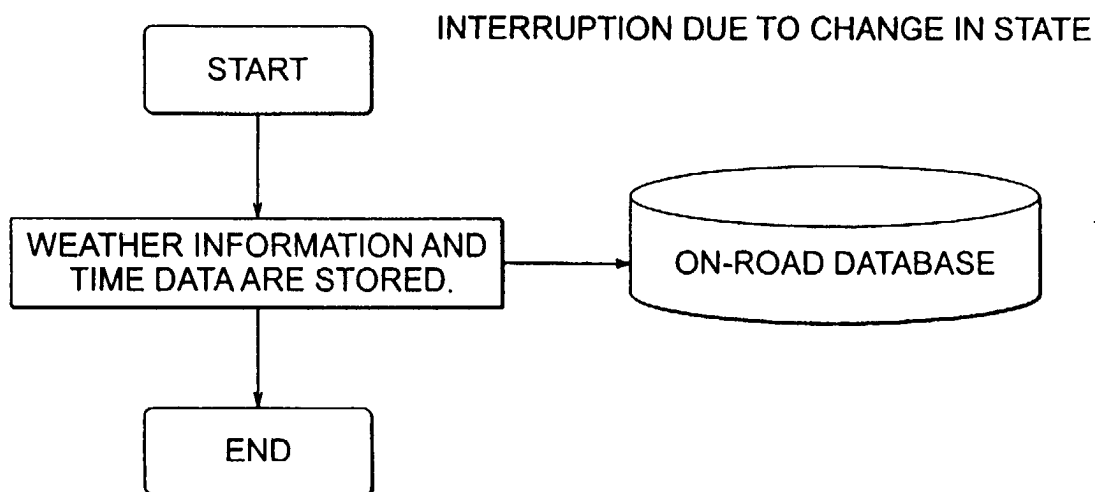 INTERRUPTION DUE TO CHANGE IN STATE
START
WEATHER INFORMATION AND
TIME DATA ARE STORED.
ON-ROAD DATABASE
END